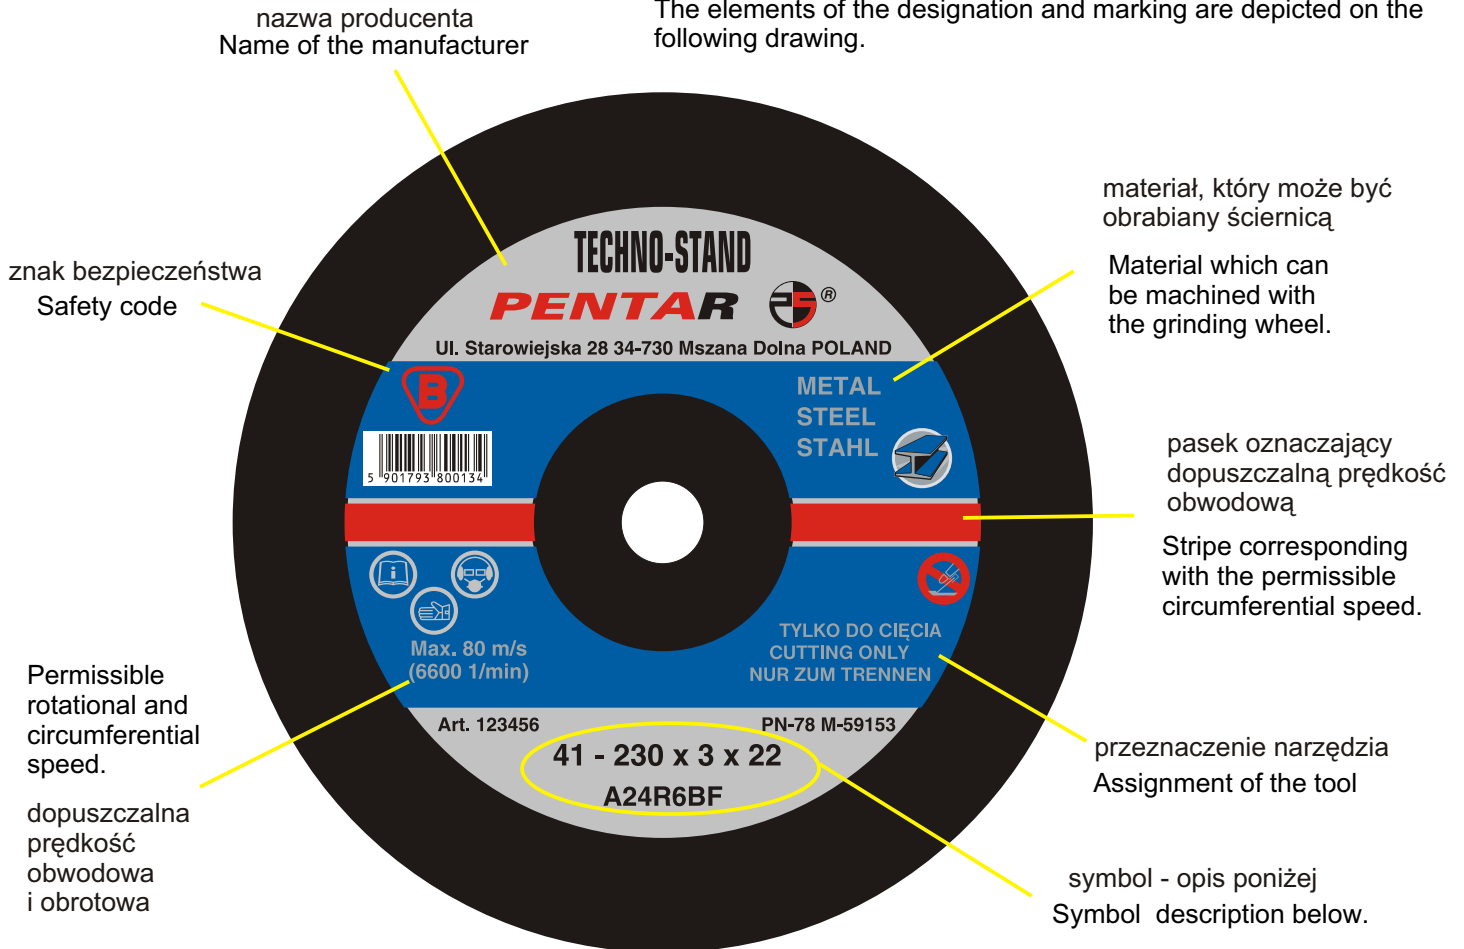 The elements of the designation and marking are depicted on the
following drawing.
nazwa producenta
Name of the manufacturer
TECHNO-STAND
PENTAR
®
Ul. Starowiejska 28 34-730 Mszana Dolna POLAND
znak bezpieczeństwa
Safety code
B
5 901793 800134
METAL
STEEL
STAHL
materiał, który może być
obrabiany ściernicą
Material which can
be machined with
the grinding wheel.
pasek oznaczający
dopuszczalną prędkość
obwodową
Stripe corresponding
with the permissible
circumferential speed.
i
Max. 80 m/s
(6600 1/min)
TYLKO DO CIĘCIA
CUTTING ONLY
NUR ZUM TRENNEN
Permissible
rotational and
circumferential
speed.
dopuszczalna
prędkość
obwodowa
i obrotowa
Art. 123456
PN-78 M-59153
41 - 230 x 3 x 22
A24R6BF
przeznaczenie narzędzia
Assignment of the tool
symbol - opis poniżej
Symbol description below.